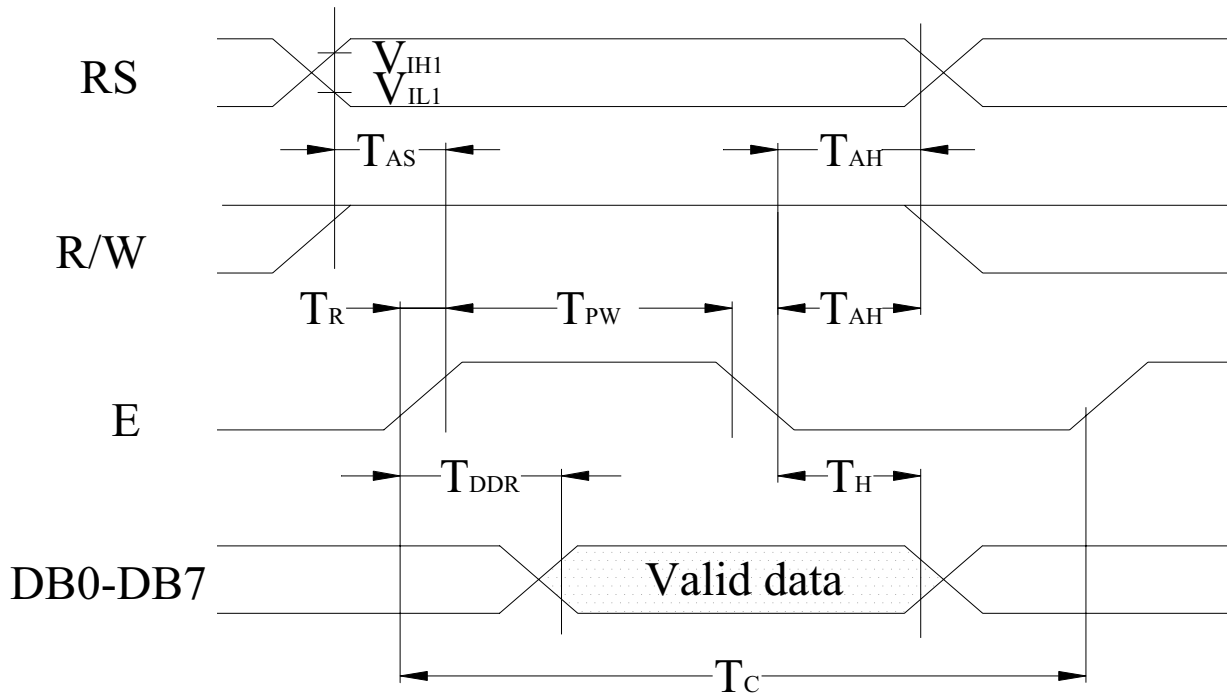 RS
VIH1
VIL1
TAS
TAH
R/W
TR
TPW
TAH
E
TDDR
TH
DB0-DB7
Valid data
TC